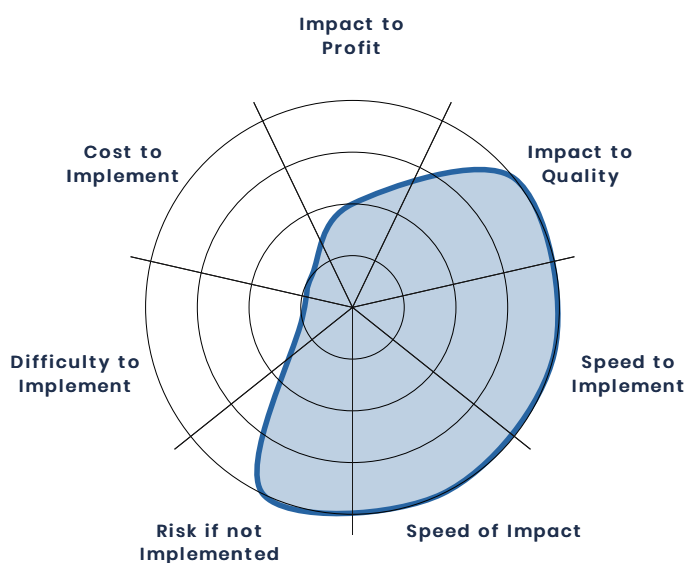 Impact to
Profit
Impact to
Quality
Cost to
Implement
Speed to
Implement
Difficulty to
Implement
Speed of Impact
Risk if not
Implemented